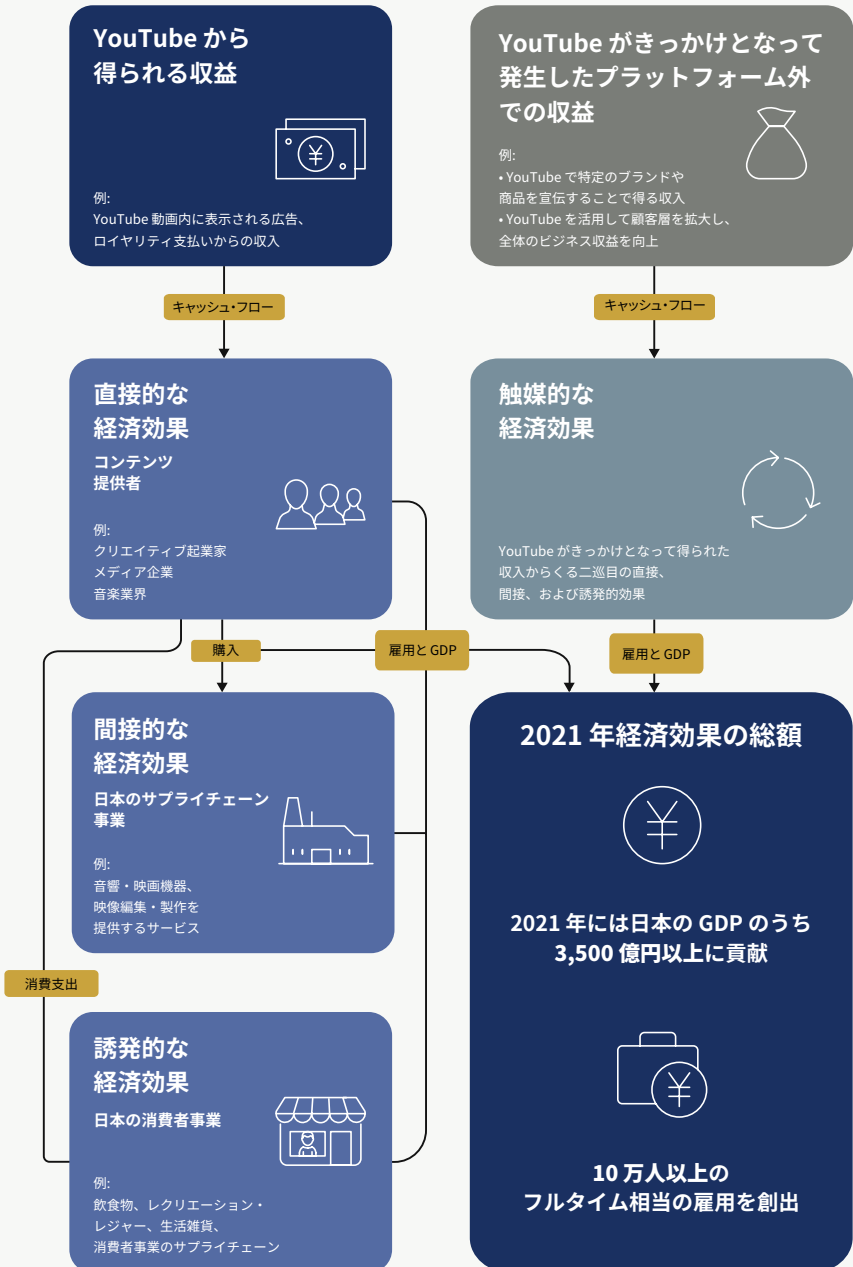 YouTube から
得られる収益
例:
YouTube 動画内に表示される広告、
ロイヤリティ支払いからの収入
YouTube がきっかけとなって
発生したプラットフォーム外
での収益
例:
• YouTube で特定のブランドや
商品を宣伝することで得る収入
• YouTube を活用して顧客層を拡大し、
全体のビジネス収益を向上
キャッシュ・フロー
キャッシュ・フロー
直接的な
経済効果
コンテンツ
提供者
例:
クリエイティブ起業家
メディア企業
音楽業界
触媒的な
経済効果
YouTube がきっかけとなって得られた
収入からくる二巡目の直接、
間接、および誘発的効果
購入
雇用と GDP
雇用と GDP
間接的な
経済効果
日本のサプライチェーン
事業
例:
音響・映画機器、
映像編集・製作を
提供するサービス
消費支出
誘発的な
経済効果
日本の消費者事業
例:
飲食物、レクリエーション・
レジャー、生活雑貨、
消費者事業のサプライチェーン
2021 年経済効果の総額
2021 年には日本の GDP のうち
3,500 億円以上に貢献
10 万人以上の
フルタイム相当の雇用を創出